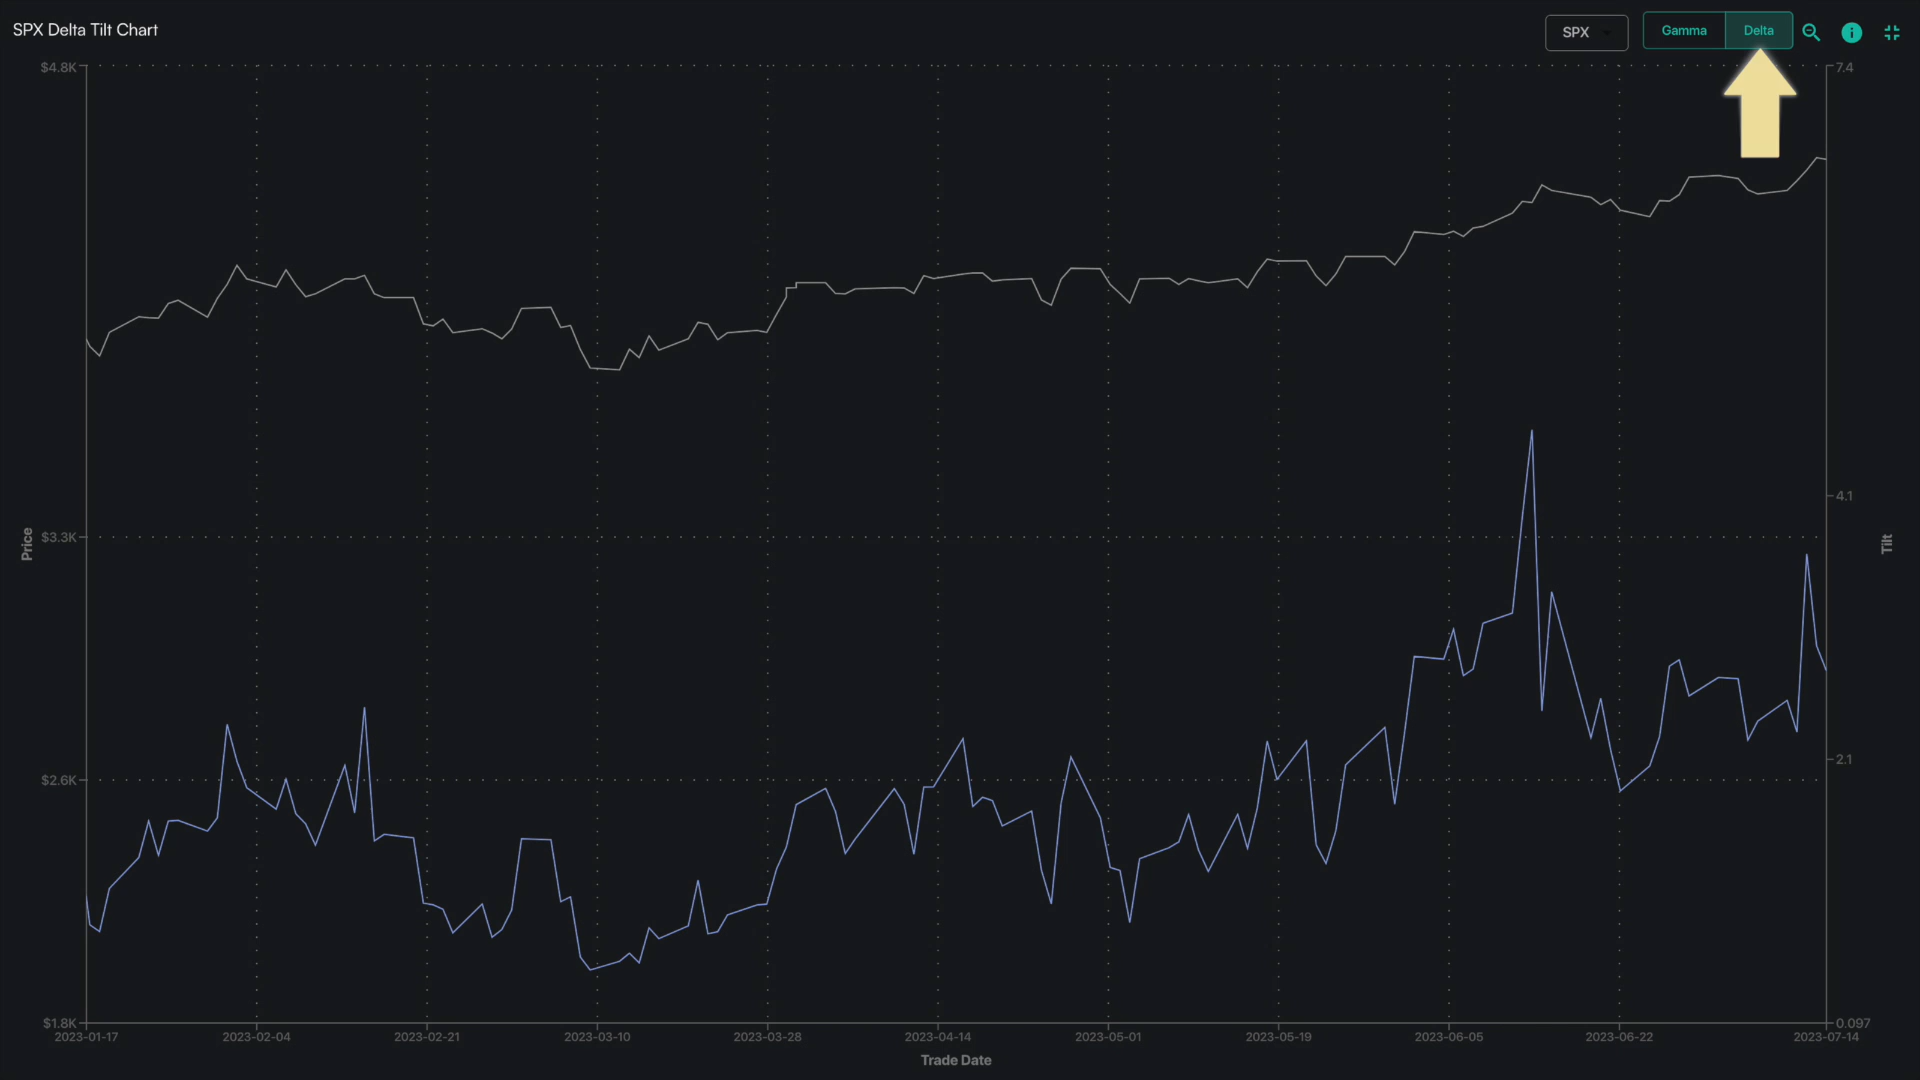 SPX Delta Tilt Chart
SPX
Gamma
Delta
i
$4.8K
7.4
4.1
$3.3K
Price
Tilt
$2.6K
2.1
$1.8K
0.097
2023-01-17
2023-02-04
2023-02-21
2023-03-10
2023-03-28
2023-04-14
2023-05-01
2023-05-19
2023-06-05
2023-06-22
2023-07-14
Trade Date